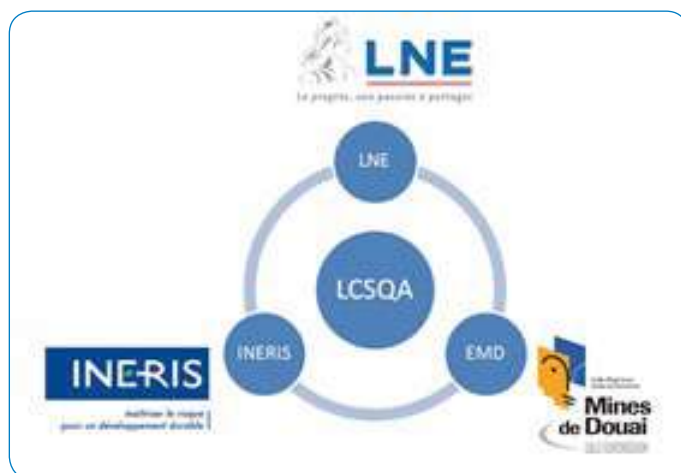 LNE
Le progrès, une passion à partager
LNE
LCSQA
INERIS
EMD
INERIS
maîtriser le risque
pour un développement durable
Mines
de Douai